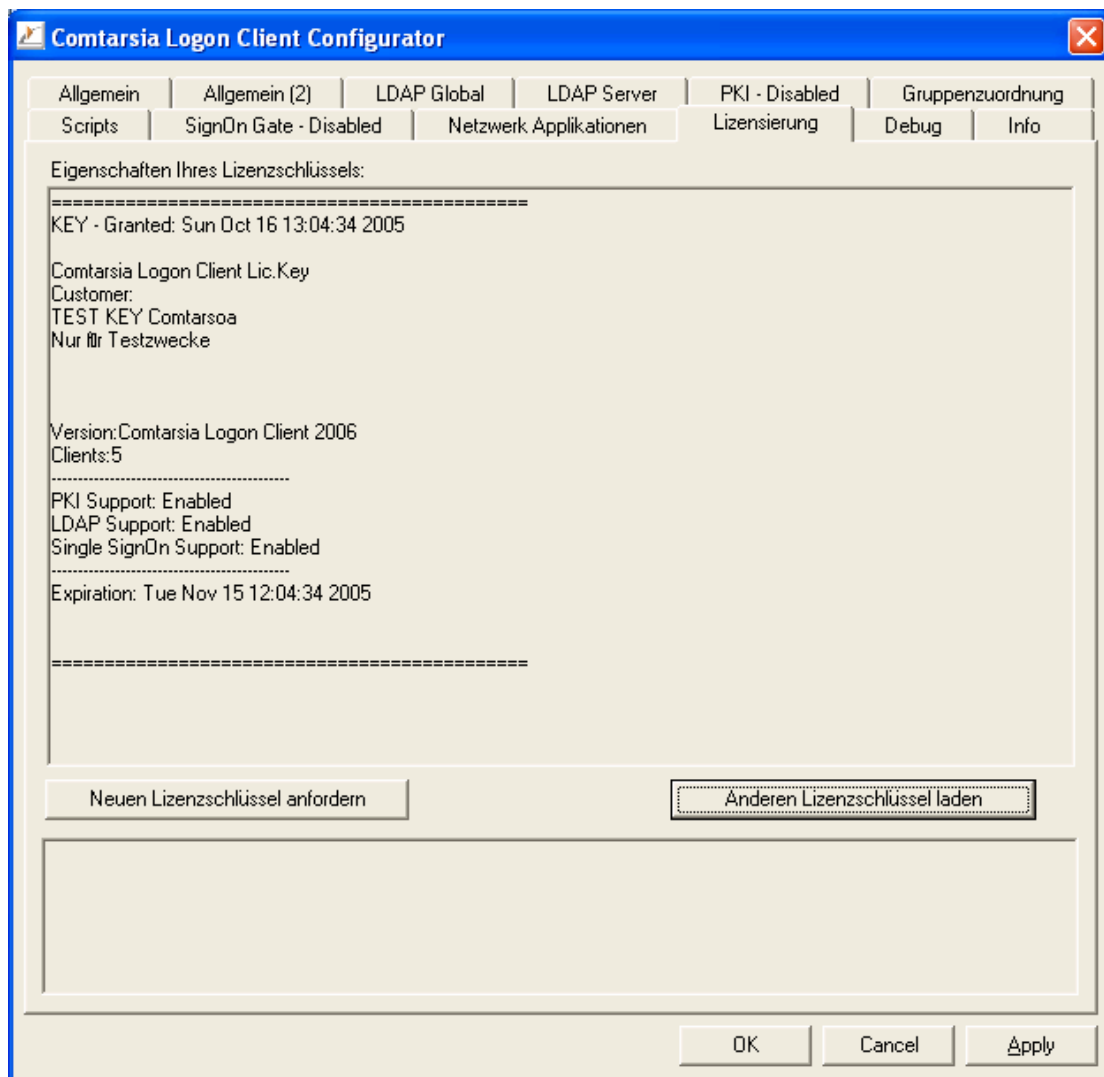 Comtarsia Logon Client Configurator
Allgemein Allgemein (2) LDAP Global LDAP Server PKI - Disabled Gruppenzuordnung
Scripts SignOn Gate - Disabled Netzwerk Applikationen Lizensierung Debug Info
Eigenschaften Ihres Lizenzschlüssels:
=============================================
KEY - Granted: Sun Oct 16 13:04:34 2005
Comtarsia Logon Client Lic.Key
Customer:
TEST KEY Comtarsoa
Nur für Testzwecke
Version:Comtarsia Logon Client 2006
Clients:5
---------------------------------------------
PKI Support: Enabled
LDAP Support: Enabled
Single SignOn Support: Enabled
---------------------------------------------
Expiration: Tue Nov 15 12:04:34 2005
=============================================
Neuen Lizenzschlüssel anfordern Anderen Lizenzschlüssel laden
OK Cancel Apply